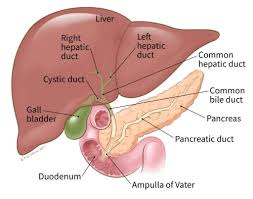 Liver
Right
hepatic
duct
Left
hepatic
duct
Common
hepatic duct
Cystic duct
Common
bile duct
Gall
bladder
Pancreas
Pancreatic duct
Duodenum
Ampulla of Vater